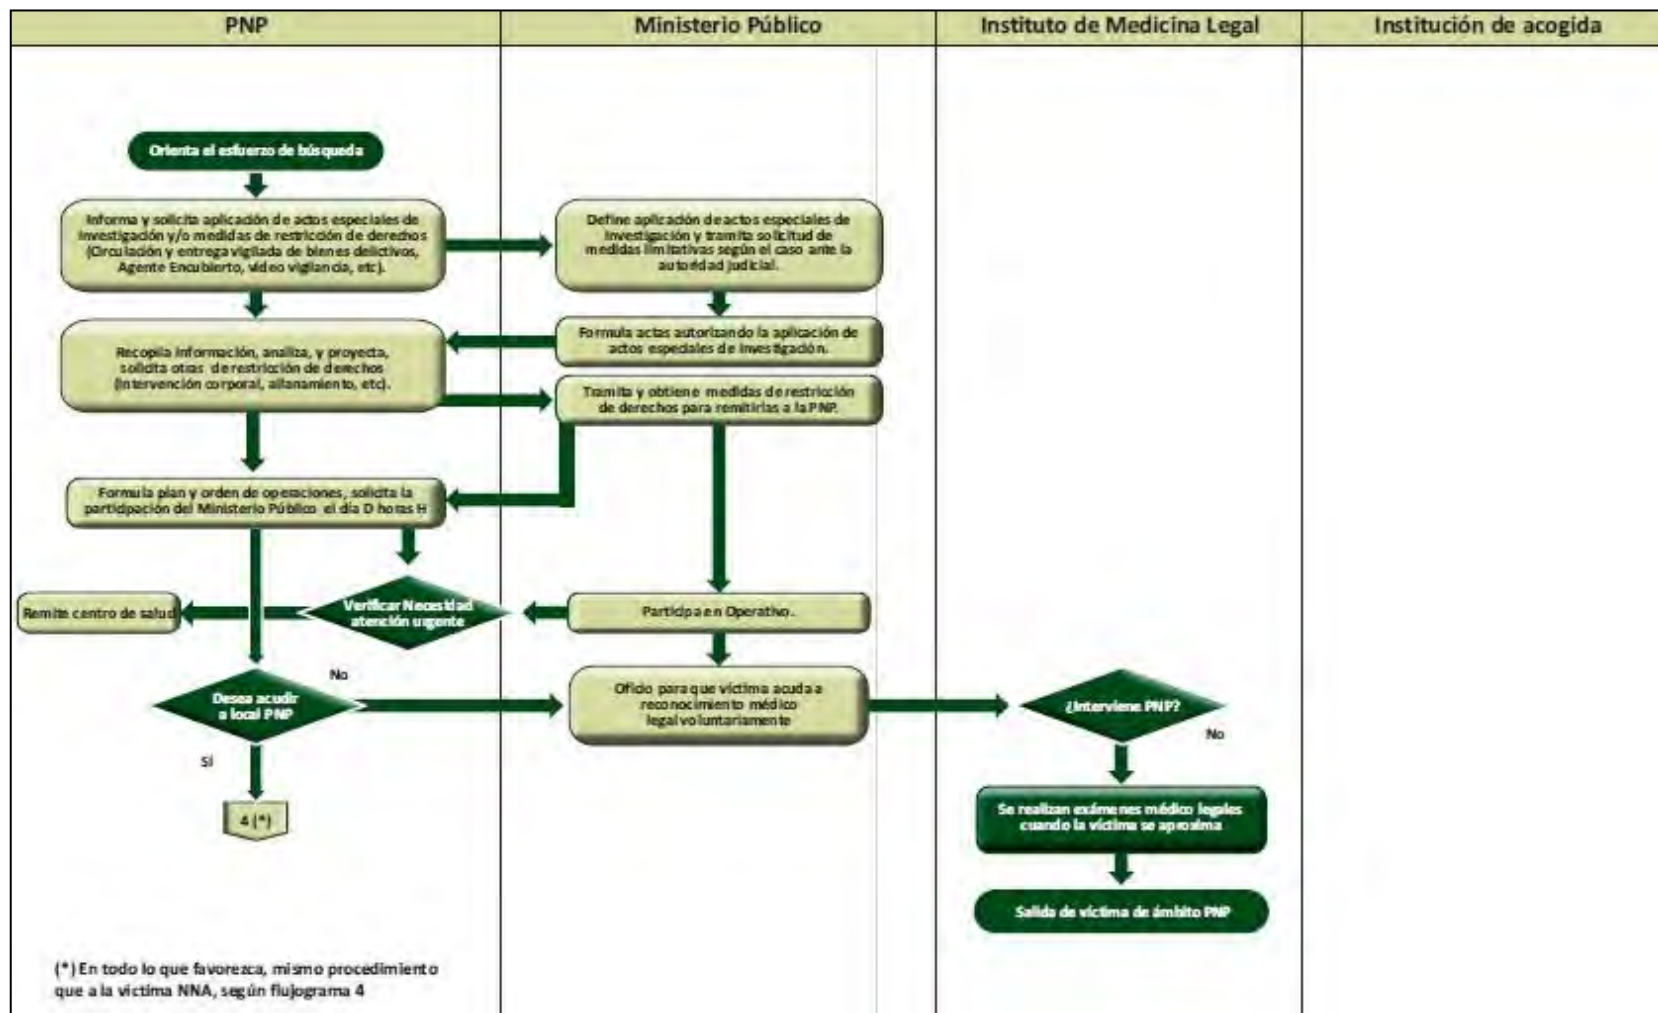 PNP
Ministerio Público
Instituto de Medicina Legal
Institución de acogida
Orienta el esfuerzo de búsqueda
Informa y solicita aplicación de actos especiales de
investigación y/o medidas de restricción de derechos
(Circulación y entrega vigilada de bienes delictivos,
Agente Encubierto, video vigilancia, etc).
Define aplicación de actos especiales de
investigación y tramita solicitud de
medidas limitativas según el caso ante la
autoridad judicial.
Recopila información, analiza, y proyecta,
solicita otras de restricción de derechos
(Intervención corporal, allanamiento, etc).
Formula actas autorizando la aplicación de
actos especiales de investigación.
Tramita y obtiene medidas de restricción
de derechos para remitirlas a la PNP.
Formula plan y orden de operaciones, solicita la
participación del Ministerio Público el día D horas H
Remite centro de salud
Verificar Necesidad
atención urgente
Participa en Operativo.
Desea acudir
a local PNP
No
Sí
Oficio para que víctima acuda a
reconocimiento médico
legal voluntariamente
¿Interviene PNP?
No
4 (*)
Se realizan exámenes médico legales
cuando la víctima se aproxima
Salida de víctima de ámbito PNP
(*) En todo lo que favorezca, mismo procedimiento
que a la víctima NNA, según flujograma 4